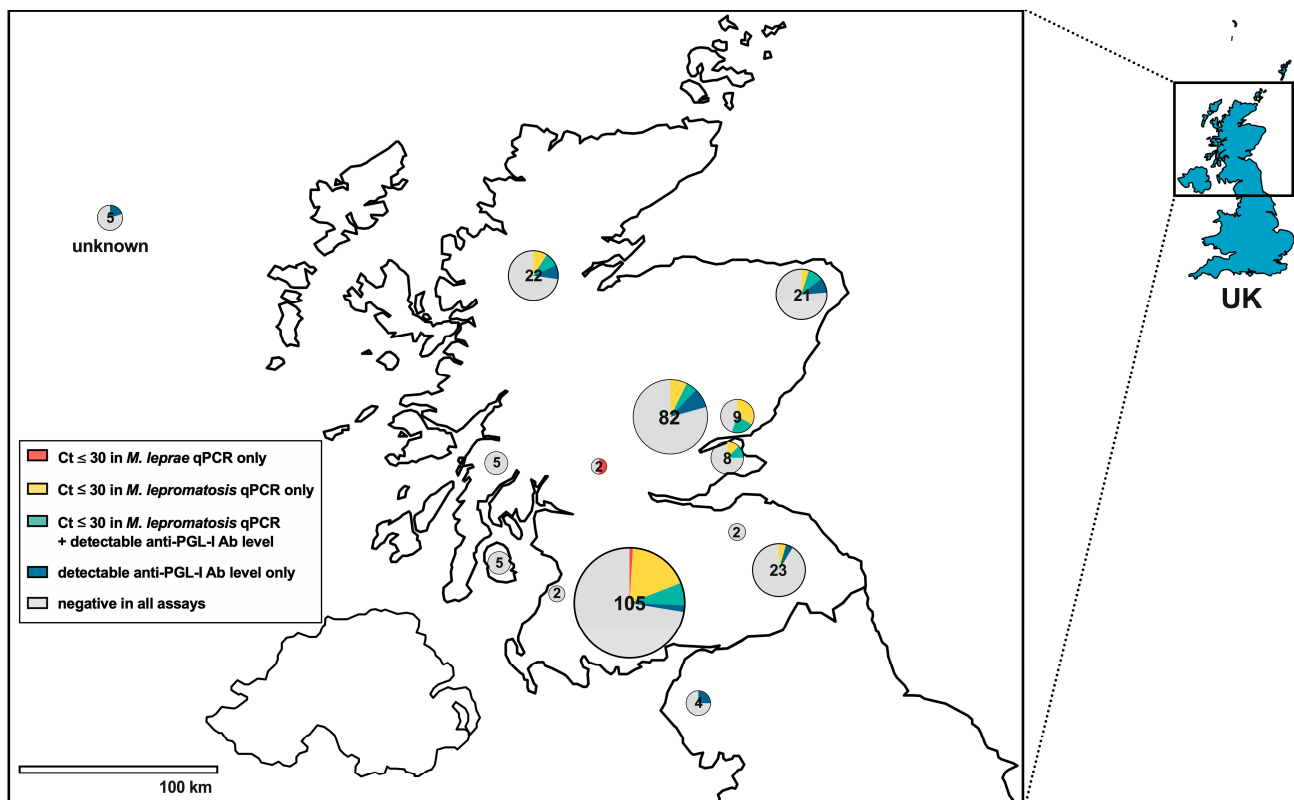 UK
5
unknown
22
21
82
9
8
5
2
2
23
5
2
105
4
Ct ≤ 30 in M. leprae qPCR only
Ct ≤ 30 in M. lepromatosis qPCR only
Ct ≤ 30 in M. lepromatosis qPCR
+ detectable anti-PGL-I Ab level
detectable anti-PGL-I Ab level only
negative in all assays
100 km